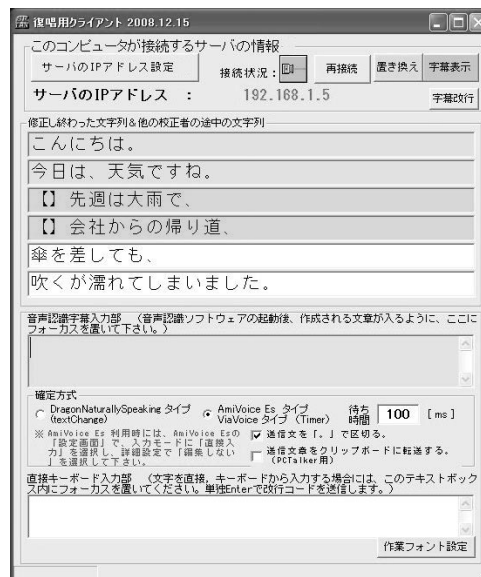 復唱用クライアント 2008.12.15
このコンピュータが接続するサーバの情報
サーバのIPアドレス設定
接続状況：
再接続
置き換え
字幕表示
サーバのIPアドレス ： 192.168.1.5
字幕改行
修正し終わった文字列&他の校正者の途中の文字列
こんにちは。
今日は、天気ですね。
【】先週は大雨で、
【】会社からの帰り道、
傘を差しても、
吹くが濡れてしまいました。
音声認識字幕入力部 （音声認識ソフトウェアの起動後、作成される文章が入るように、ここに
フォーカスを置いて下さい。）
確定方式
DragonNaturallySpeaking タイプ
(textChange)
AmiVoice Es タイプ
ViaVoice タイプ (Timer)
待ち
時間
100 [ms]
※ AmiVoice Es 利用時には、AmiVoice Esの
「設定画面」で、入力モードに「直接入
力」を選択し、詳細設定で「編集しない
」を選択して下さい。
送信文を「。」で区切る。
送信文章をクリップボードに転送する。
(PCTalker用)
直接キーボード入力部 （文字を直接，キーボードから入力する場合には、このテキストボック
ス内にフォーカスを置いてください。単独Enterで改行コードを送信します。）
作業フォント設定